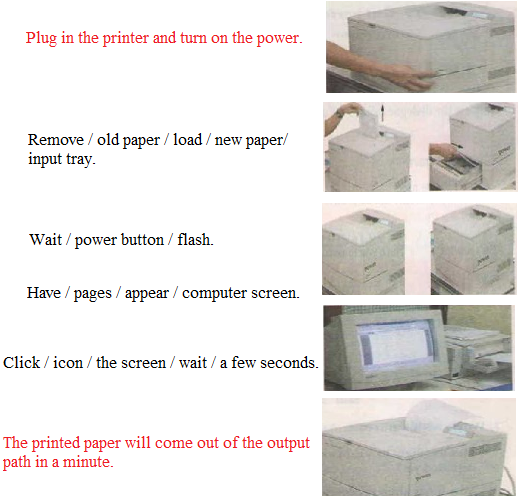 Plug in the printer and turn on the power.
Remove / old paper / load / new paper/
input tray.
Wait / power button / flash.
Have / pages / appear / computer screen.
Click / icon / the screen / wait / a few seconds.
The printed paper will come out of the output
path in a minute.